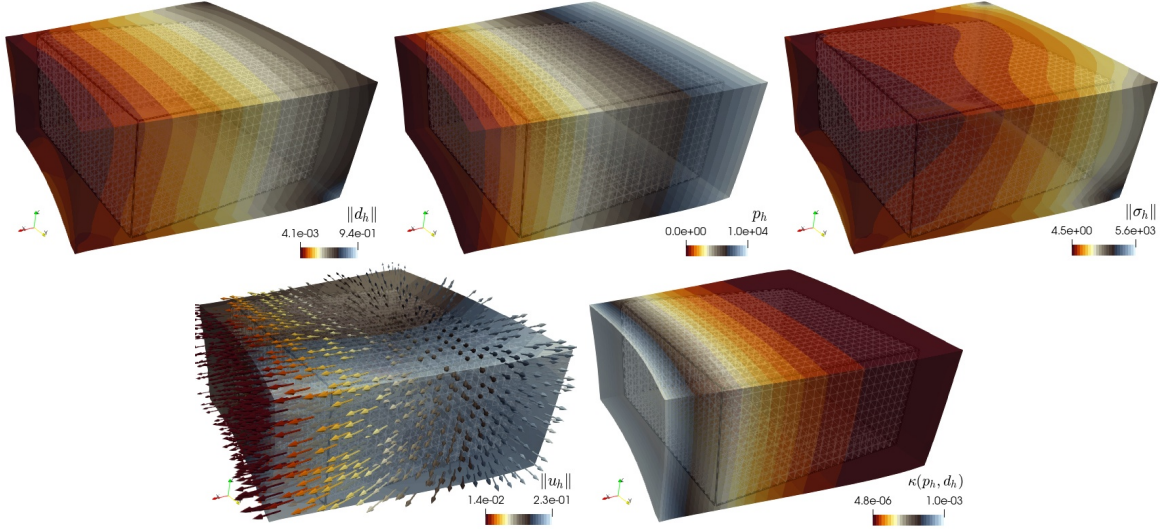 ‖d_h‖
4.1e-03 9.4e-01
p_h
0.0e+00 1.0e+04
‖σ_h‖
4.5e+00 5.6e+03
‖u_h‖
1.4e-02 2.3e-01
κ(p_h, d_h)
4.8e-06 1.0e-03